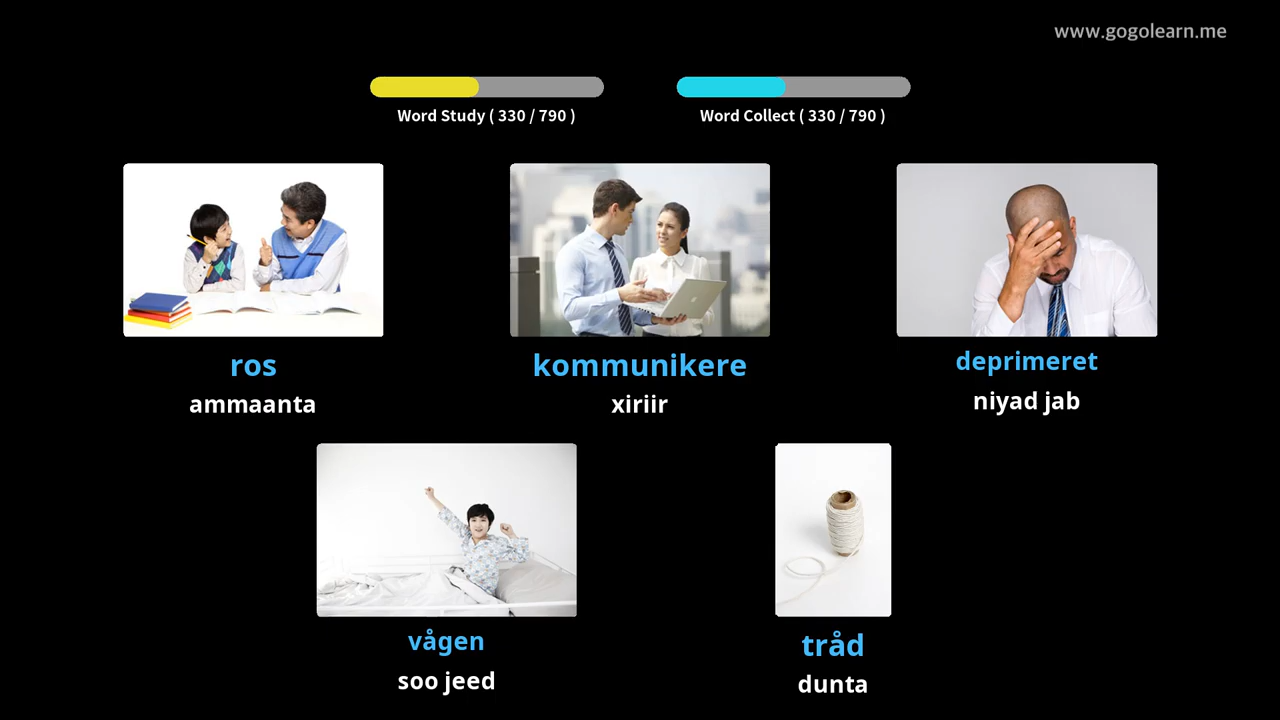 www.gogolearn.me
Word Study ( 330 / 790 )
Word Collect ( 330 / 790 )
ros
ammaanta
kommunikere
xiriir
deprimeret
niyad jab
vågen
soo jeed
tråd
dunta